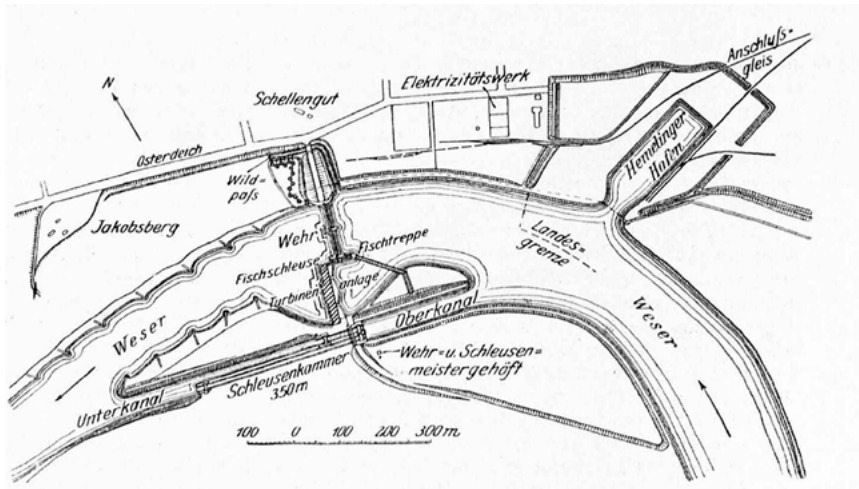 Anschluß=
gleis
Elektrizitätswerk
N.
Schellengut
Hemelinger
Hafen
Osterdeich
Wild=
paß
Jakobsberg
Landes=
grenze
Wehr
Fischtreppe
Fischschleuse
anlage
Turbinen
Oberkanal
Weser
Weser
Wehr= u. Schleusen=
meistergehöft
Schleusenkammer
350m
Unterkanal
100 0 100 200 300m